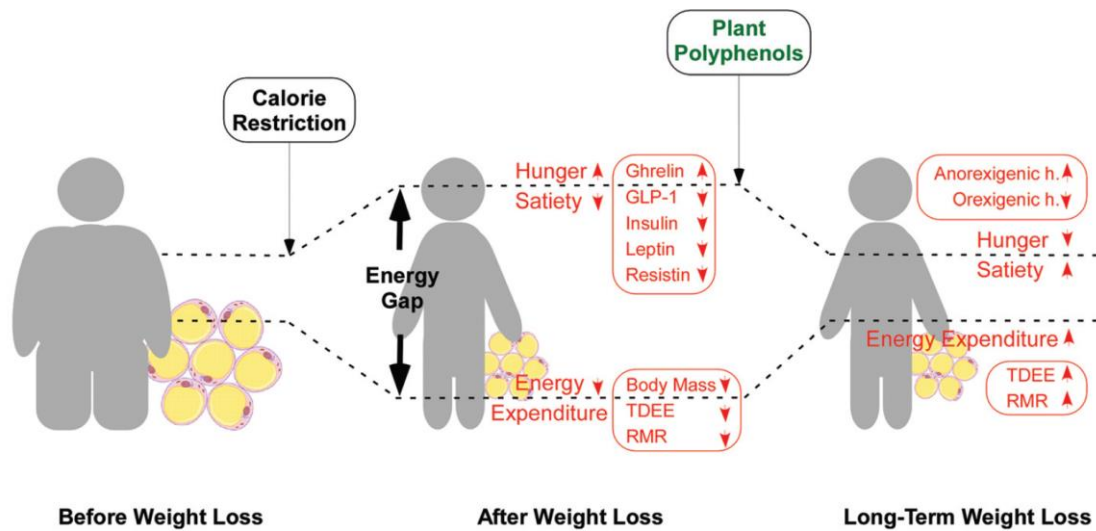 Plant
Polyphenols
Calorie
Restriction
Hunger
Satiety
Ghrelin
GLP-1
Insulin
Leptin
Resistin
Anorexigenic h.
Orexigenic h.
Hunger
Satiety
Energy
Gap
Energy
Expenditure
Body Mass
TDEE
RMR
Energy Expenditure
TDEE
RMR
Before Weight Loss
After Weight Loss
Long-Term Weight Loss